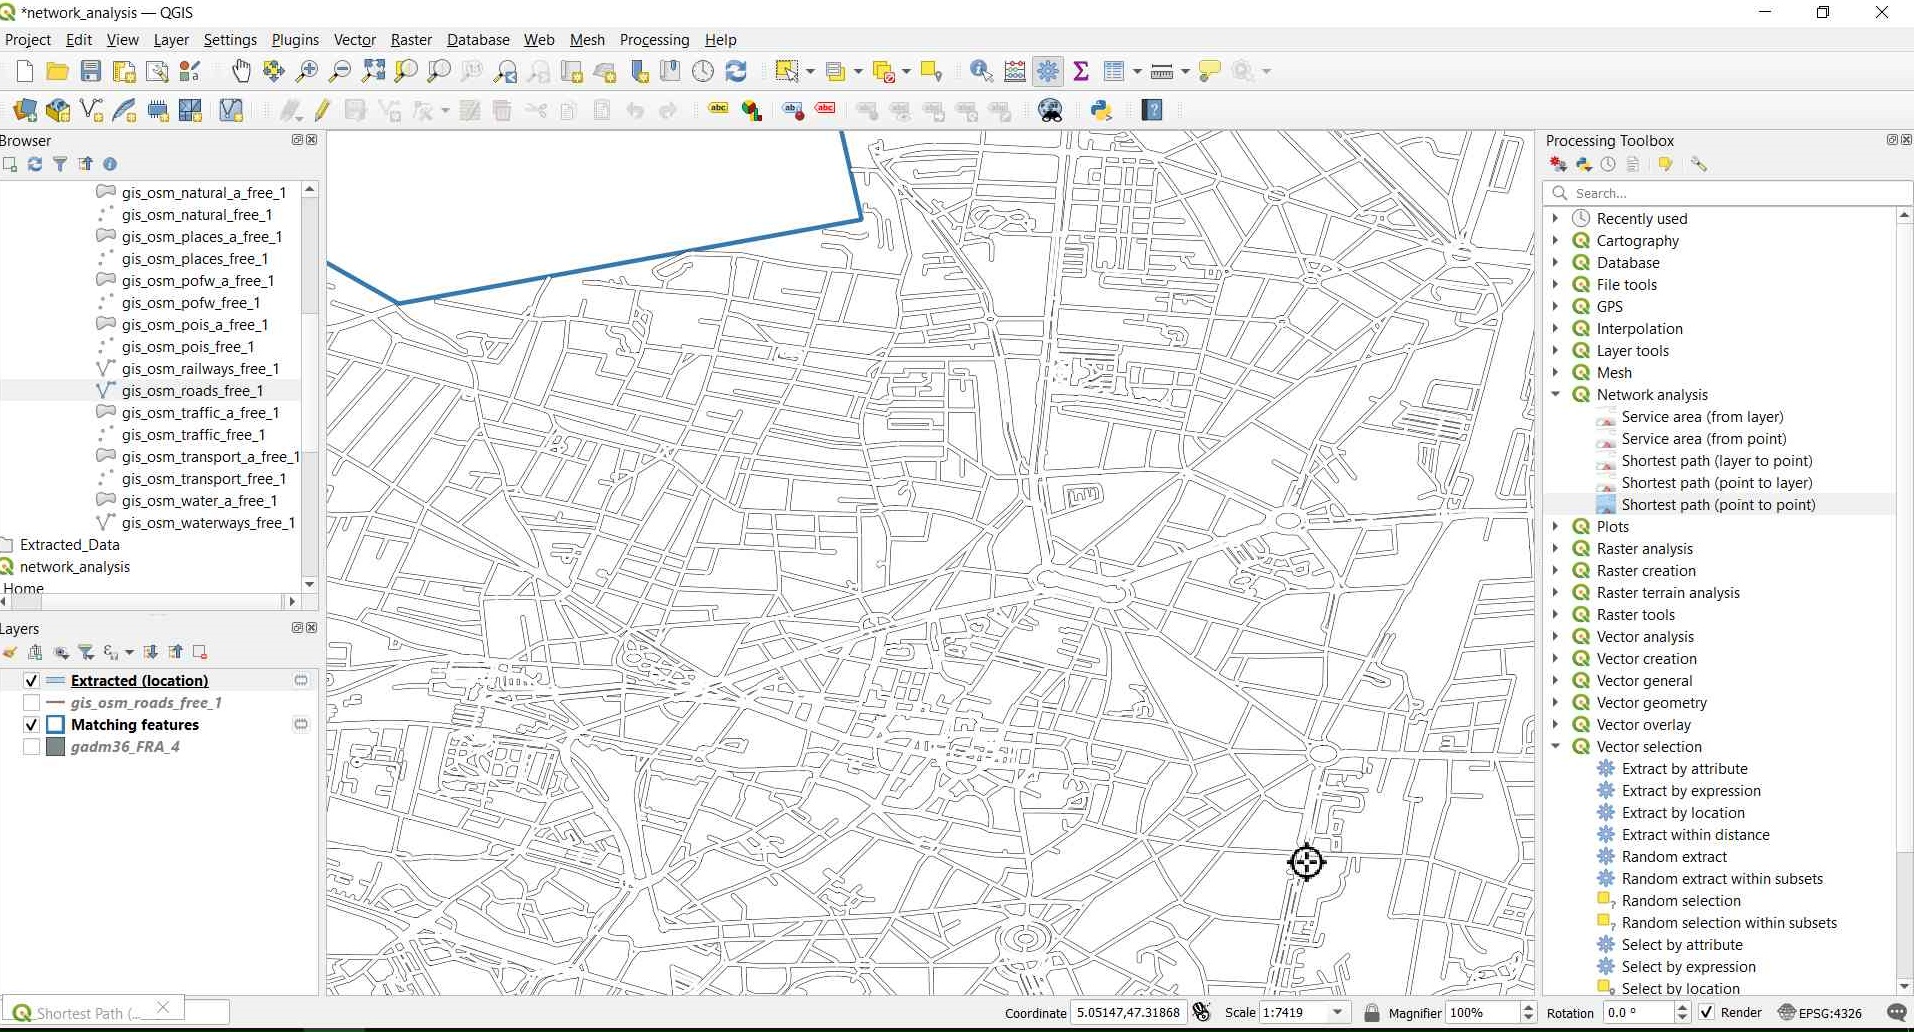 *network_analysis — QGIS
Project Edit View Layer Settings Plugins Vector Raster Database Web Mesh Processing Help
abc ab abc
Browser
gis_osm_natural_a_free_1
gis_osm_natural_free_1
gis_osm_places_a_free_1
gis_osm_places_free_1
gis_osm_pofw_a_free_1
gis_osm_pofw_free_1
gis_osm_pois_a_free_1
gis_osm_pois_free_1
gis_osm_railways_free_1
gis_osm_roads_free_1
gis_osm_traffic_a_free_1
gis_osm_traffic_free_1
gis_osm_transport_a_free_1
gis_osm_transport_free_1
gis_osm_water_a_free_1
gis_osm_waterways_free_1
Extracted_Data
network_analysis
Home
Layers
Extracted (location)
gis_osm_roads_free_1
Matching features
gadm36_FRA_4
Processing Toolbox
Search...
Recently used
Cartography
Database
File tools
GPS
Interpolation
Layer tools
Mesh
Network analysis
Service area (from layer)
Service area (from point)
Shortest path (layer to point)
Shortest path (point to layer)
Shortest path (point to point)
Plots
Raster analysis
Raster creation
Raster terrain analysis
Raster tools
Vector analysis
Vector creation
Vector general
Vector geometry
Vector overlay
Vector selection
Extract by attribute
Extract by expression
Extract by location
Extract within distance
Random extract
Random extract within subsets
Random selection
Random selection within subsets
Select by attribute
Select by expression
Select by location
Shortest Path (... Coordinate 5.05147,47.31868 Scale 1:7419 Magnifier 100% Rotation 0.0 ° Render EPSG:4326